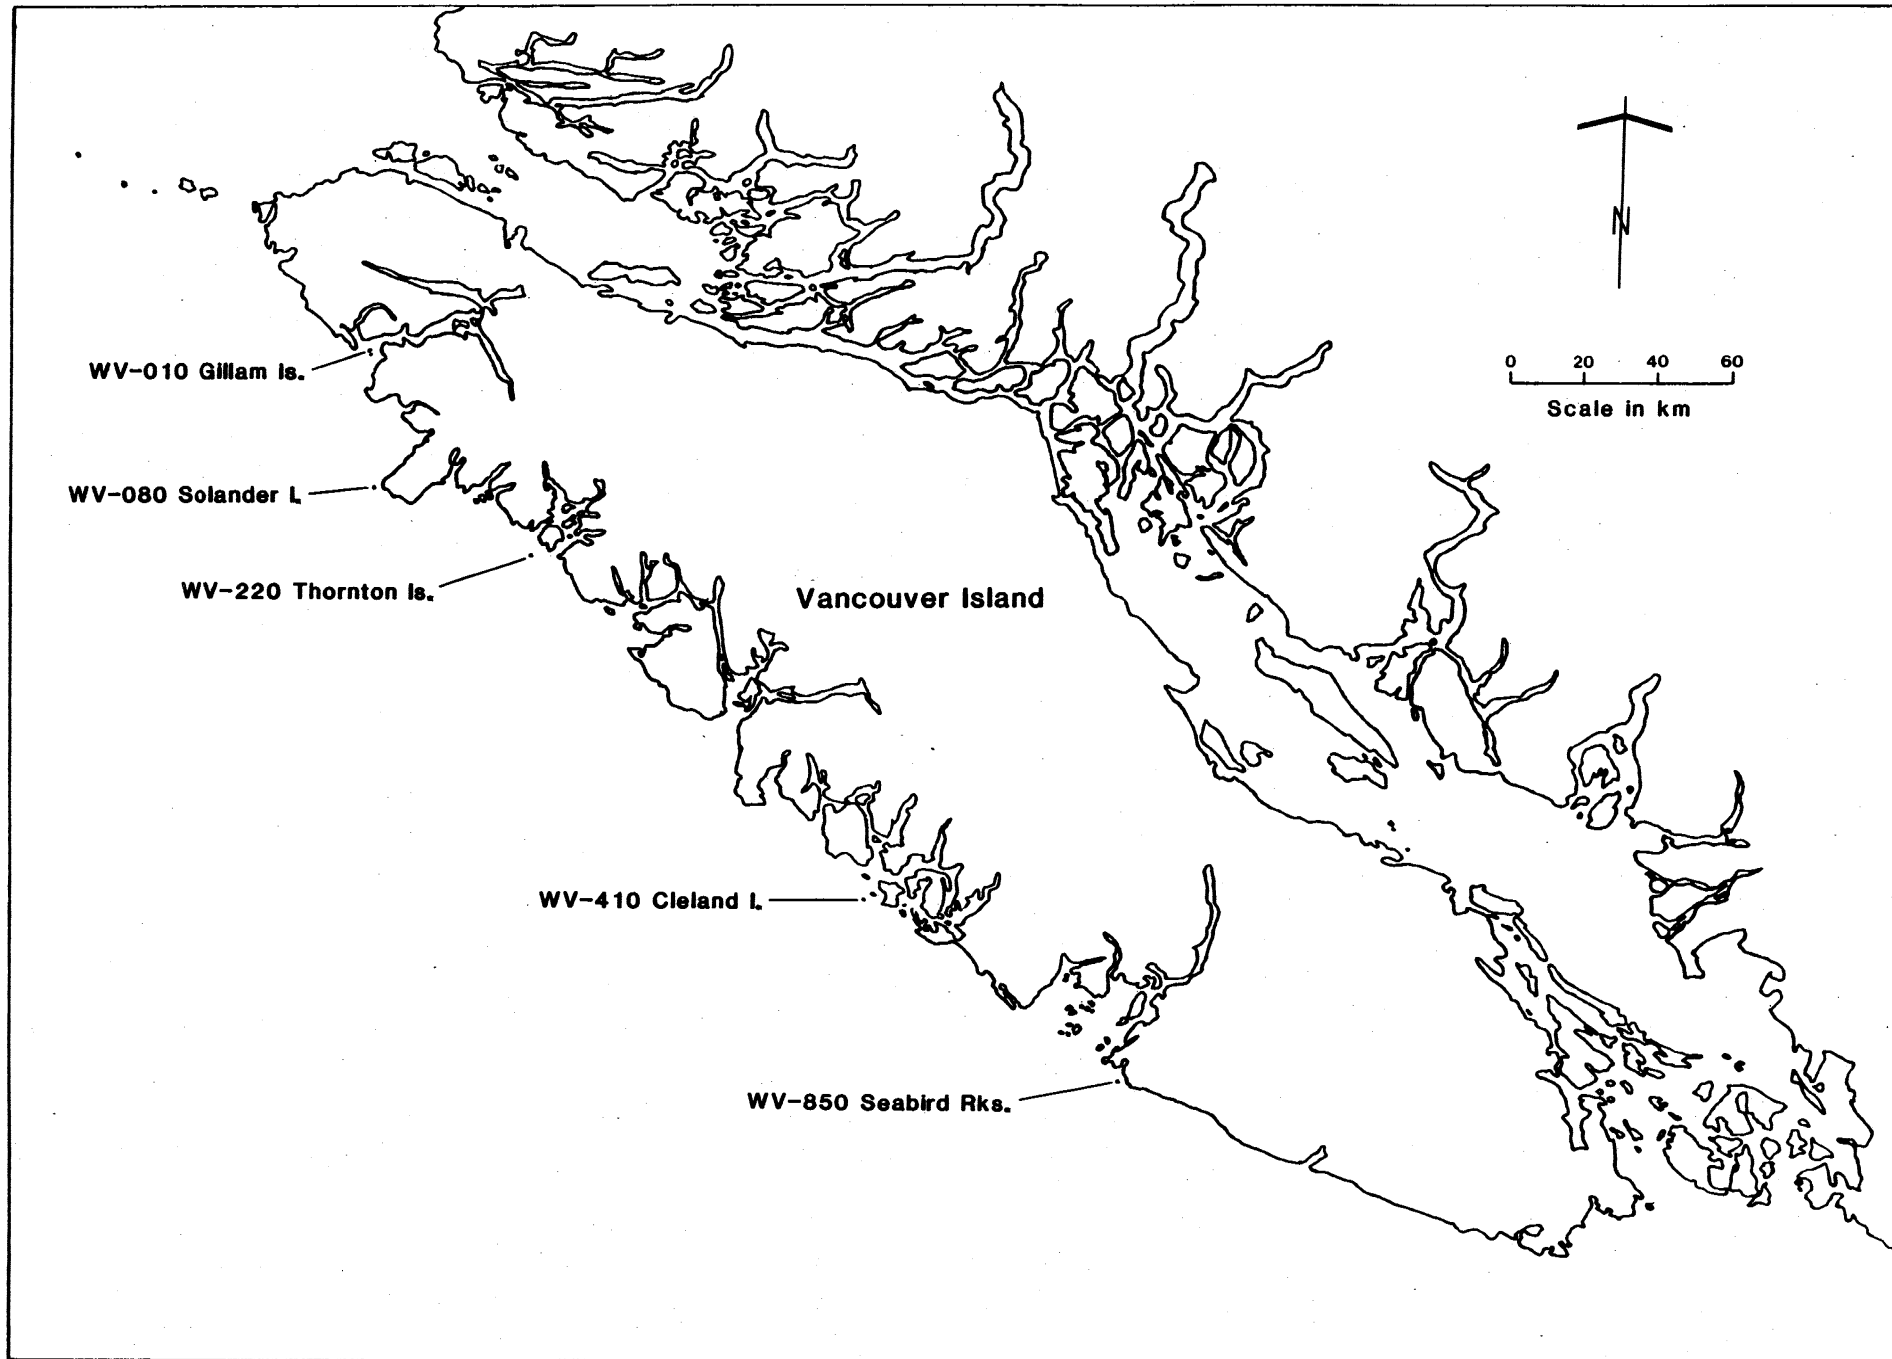 N
0 20 40 60
Scale in km
WV-010 Gillam Is.
WV-080 Solander I.
WV-220 Thornton Is.
Vancouver Island
WV-410 Cleland I.
WV-850 Seabird Rks.